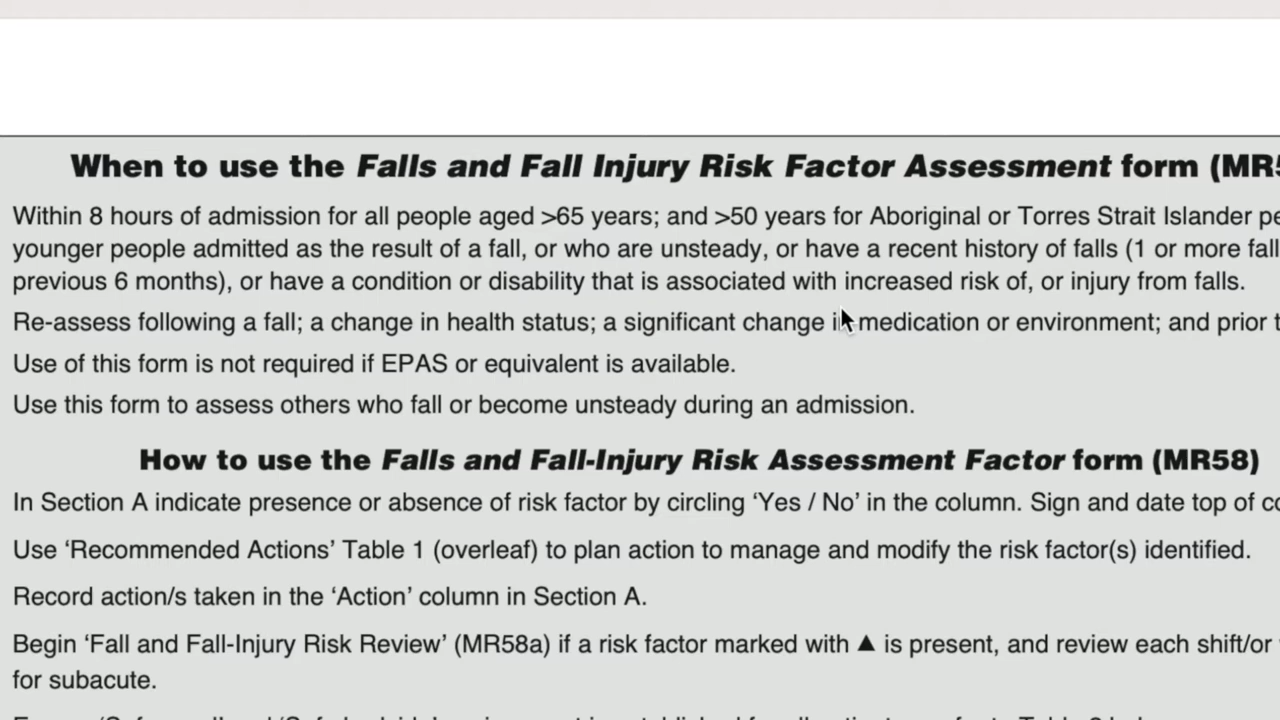 When to use the Falls and Fall Injury Risk Factor Assessment form
Within 8 hours of admission for all people aged >65 years; and >50 years for Aboriginal or Torres Strait Islander
younger people admitted as the result of a fall, or who are unsteady, or have a recent history of falls (1 or more
previous 6 months), or have a condition or disability that is associated with increased risk of, or injury from falls.
Re-assess following a fall; a change in health status; a significant change in medication or environment; and prior
Use of this form is not required if EPAS or equivalent is available.
Use this form to assess others who fall or become unsteady during an admission.
How to use the Falls and Fall-Injury Risk Assessment Factor form (MR58)
In Section A indicate presence or absence of risk factor by circling ‘Yes / No’ in the column. Sign and date top of
Use ‘Recommended Actions’ Table 1 (overleaf) to plan action to manage and modify the risk factor(s) identified.
Record action/s taken in the ‘Action’ column in Section A.
Begin ‘Fall and Fall-Injury Risk Review’ (MR58a) if a risk factor marked with ▲ is present, and review each shift/or
for subacute.